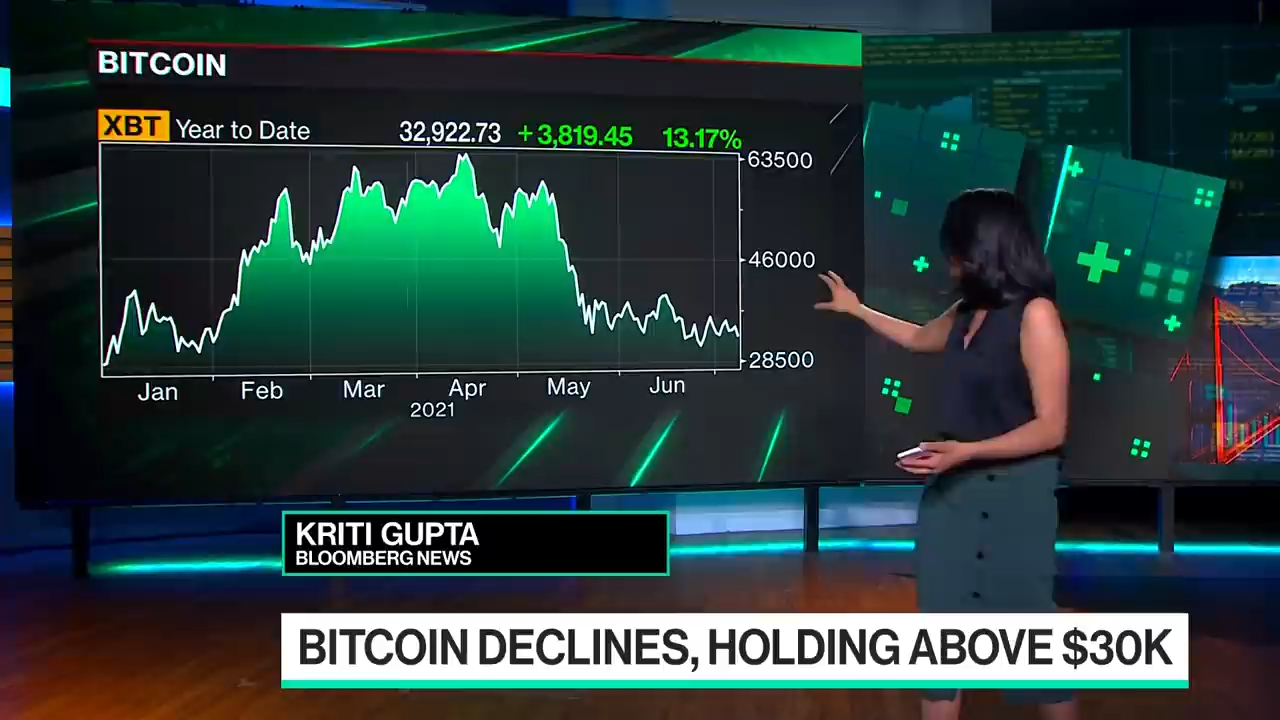 BITCOIN
XBT Year to Date 32,922.73 +3,819.45 13.17%
63500
46000
28500
Jan Feb Mar Apr May Jun
2021
KRITI GUPTA
BLOOMBERG NEWS
BITCOIN DECLINES, HOLDING ABOVE $30K